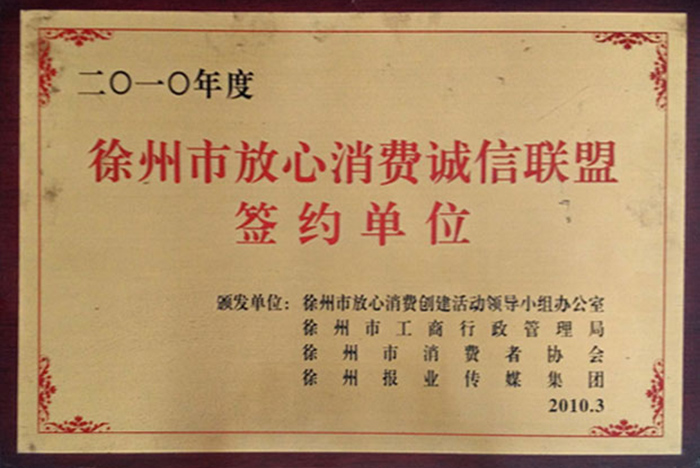 二〇一〇年度
徐州市放心消费诚信联盟
签约单位
颁发单位：徐州市放心消费创建活动领导小组办公室
徐州市工商行政管理局
徐州市消费者协会
徐州报业传媒集团
2010.3